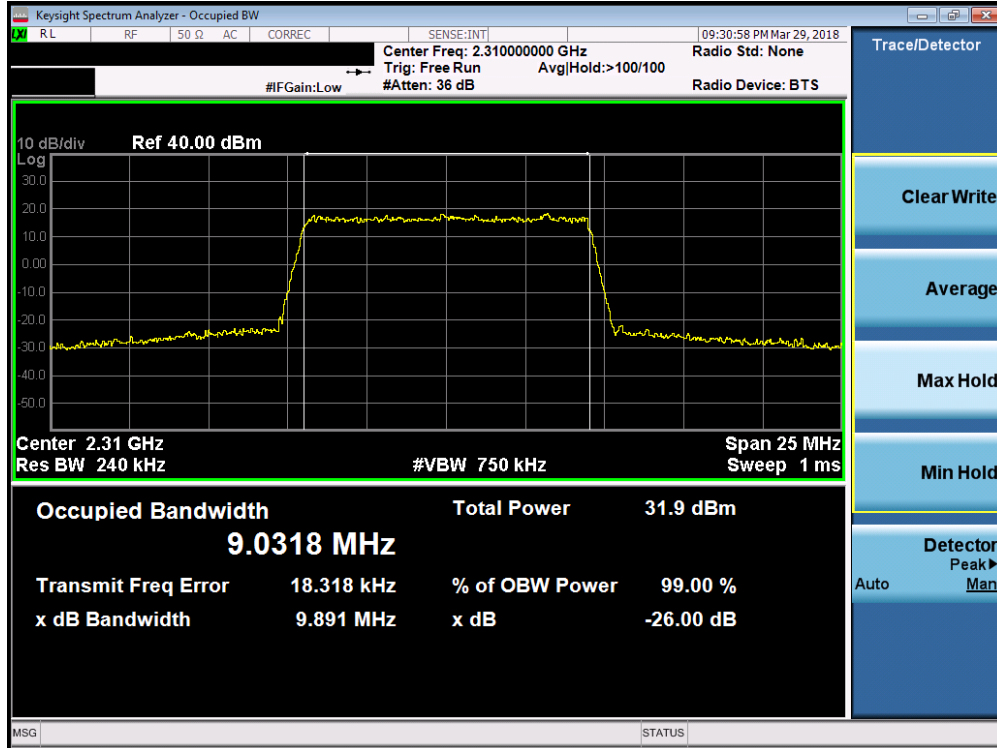 Keysight Spectrum Analyzer - Occupied BW
LXI RL RF 50 Ω AC CORREC SENSE:INT 09:30:58 PM Mar 29, 2018
Center Freq: 2.310000000 GHz Radio Std: None
Trig: Free Run Avg|Hold:>100/100
#IFGain:Low #Atten: 36 dB Radio Device: BTS
Trace/Detector
10 dB/div Ref 40.00 dBm
Log
30.0
20.0
10.0
0.00
-10.0
-20.0
-30.0
-40.0
-50.0
Center 2.31 GHz Span 25 MHz
Res BW 240 kHz #VBW 750 kHz Sweep 1 ms
Occupied Bandwidth Total Power 31.9 dBm
9.0318 MHz
Transmit Freq Error 18.318 kHz % of OBW Power 99.00 %
x dB Bandwidth 9.891 MHz x dB -26.00 dB
Clear Write
Average
Max Hold
Min Hold
Detector
Peak▶
Auto Man
MSG STATUS